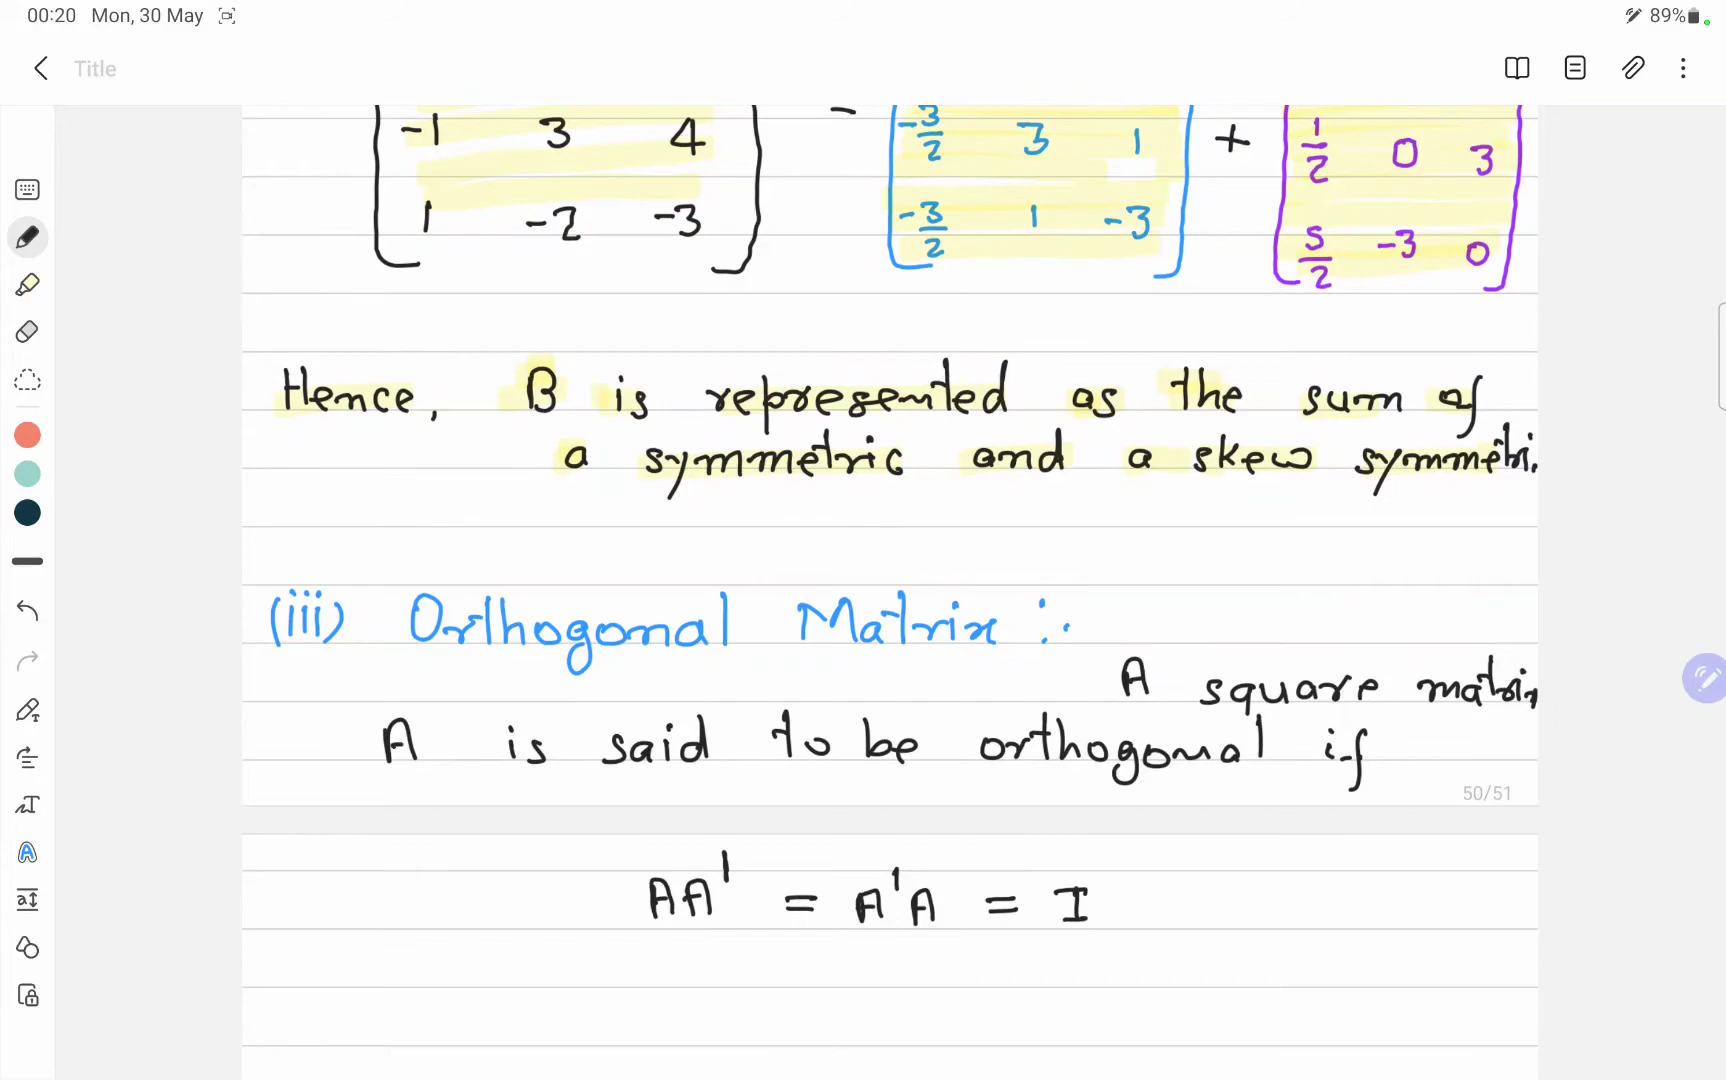 00:20 Mon, 30 May 89%
Title
-1 3 4 = -3/2 3 1 + 1/2 0 3
1 -2 -3 -3/2 1 -3 5/2 -3 0
Hence, B is represented as the sum of
a symmetric and a skew symmetri
(iii) Orthogonal Matrix :-
A square matrix
A is said to be orthogonal if
50/51
AA' = A'A = I